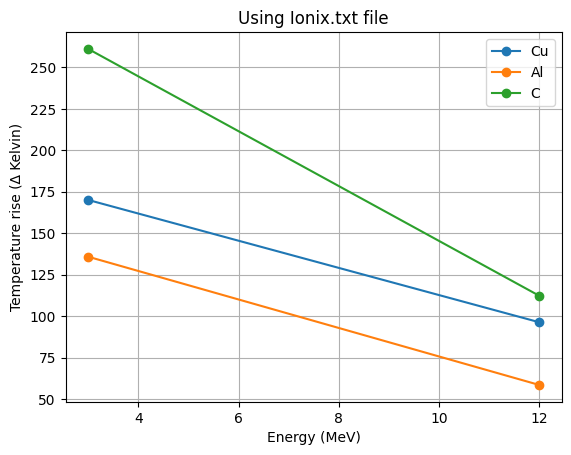 Using Ionix.txt file
Temperature rise (Δ Kelvin)
250
225
200
175
150
125
100
75
50
4
6
8
10
12
Energy (MeV)
Cu
Al
C